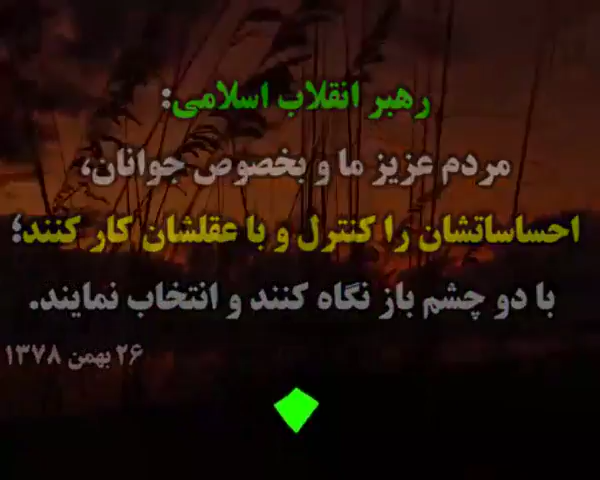 رهبر انقلاب اسلامی:
مردم عزیز ما و بخصوص جوانان،
احساساتشان را کنترل و با عقلشان کار کنند؛
با دو چشم باز نگاه کنند و انتخاب نمایند.
۲۶ بهمن ۱۳۷۸